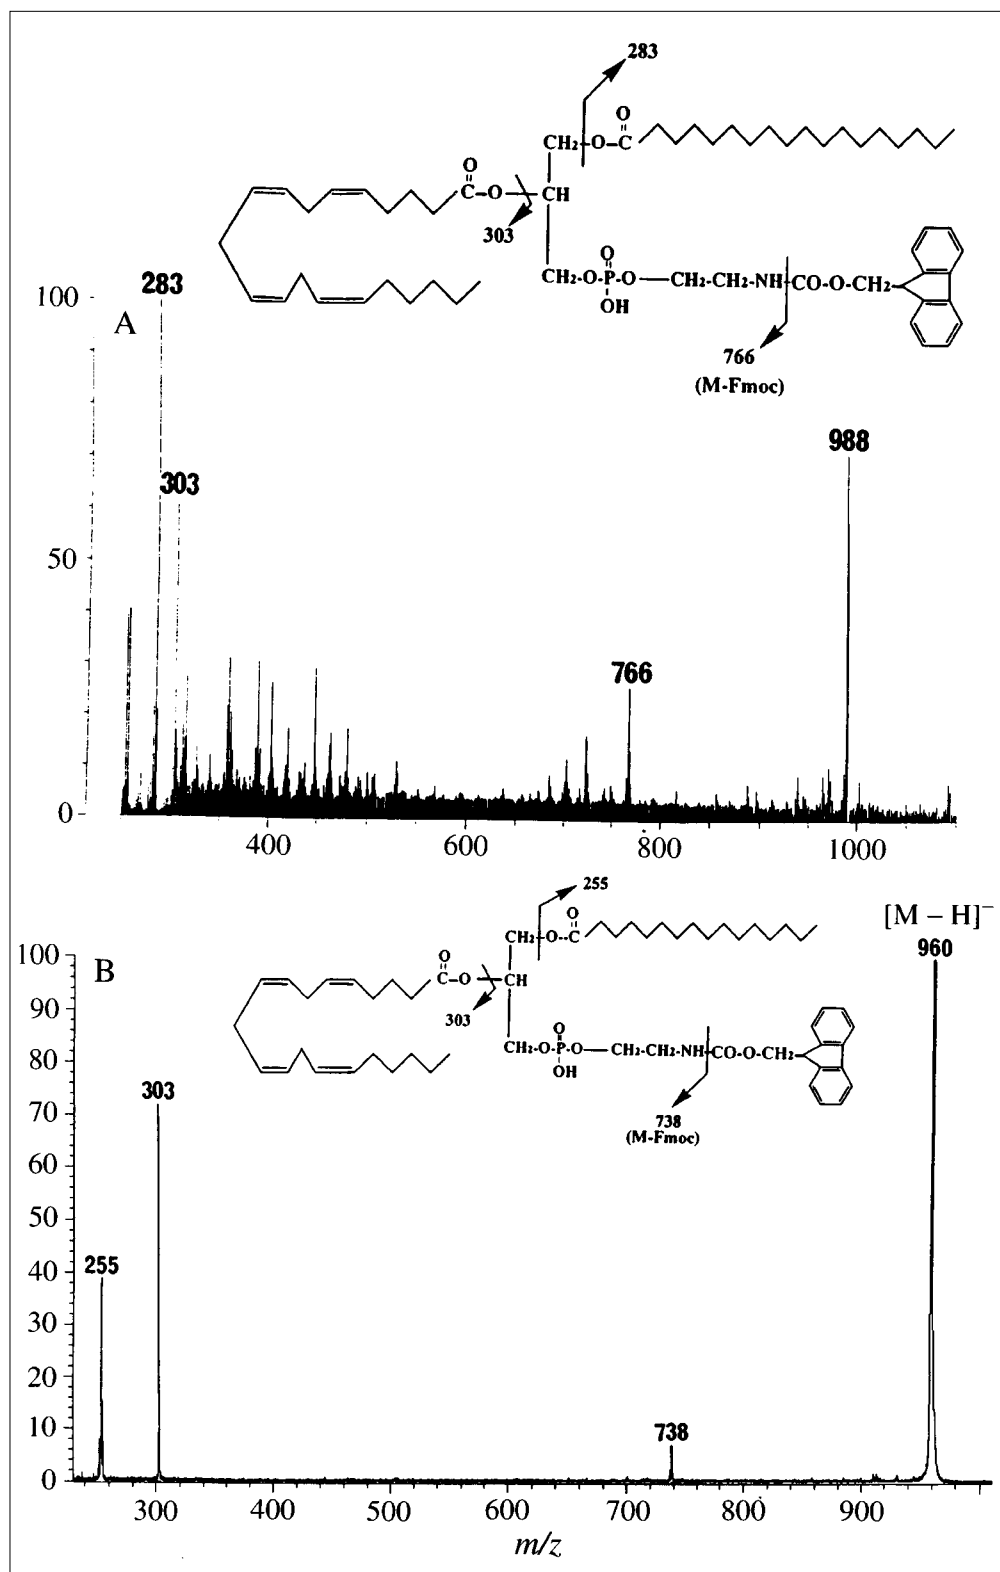 283
O
CH2-O-C
O
C-O
CH
303
O
CH2-O-P-O
CH2-CH2-NH
CO-O-CH2
OH
766
(M-Fmoc)
100
A
283
303
988
50
766
0
400
600
800
1000
255
O
CH2-O-C
[M – H]−
960
B
O
C-O
CH
303
O
CH2-O-P-O
CH2-CH2-NH
CO-O-CH2
OH
738
(M-Fmoc)
100
90
80
70
60
50
40
30
20
10
0
303
255
738
300
400
500
600
700
800
900
m/z